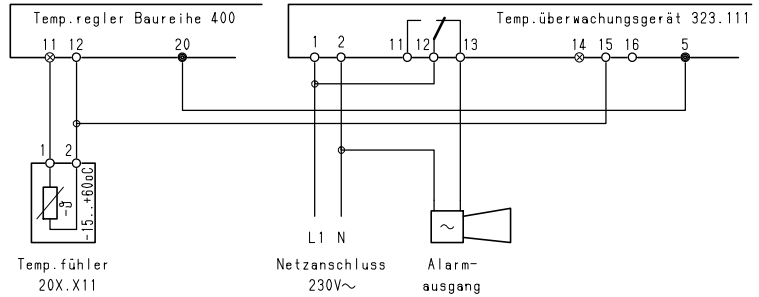 Temp.regler Baureihe 400
Temp.überwachungsgerät 323.111
11 12 20
1 2 11 12 13 14 15 16 5
1 2
-ϑ
-15...+60oC
~
L1 N
Temp.fühler
20X.X11
Netzanschluss
230V~
Alarm-
ausgang